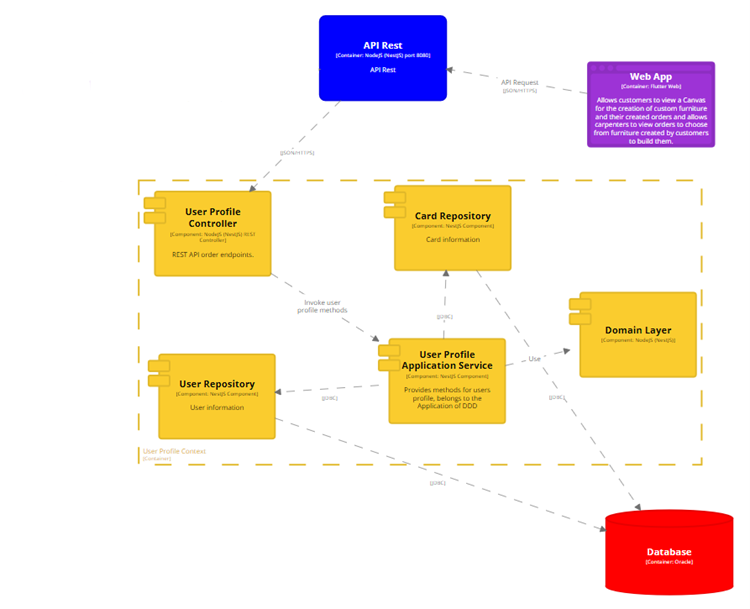 API Rest
[Container: NodeJS (NestJS) port 8080]
API Rest
Web App
[Container: Flutter Web]
Allows customers to view a Canvas
for the creation of custom furniture
and their created orders and allows
carpenters to view orders to choose
from furniture created by customers
to build them.
API Request
[JSON/HTTPS]
[JSON/HTTPS]
User Profile
Controller
[Component: NodeJS (NestJS) REST
Controller]
REST API order endpoints.
Card Repository
[Component: NestJS Component]
Card information
Invoke user
profile methods
[JDBC]
Domain Layer
[Component: NodeJS (NestJS)]
User Profile
Application Service
[Component: NestJS Component]
Provides methods for users
profile, belongs to the
Application of DDD
Use
User Repository
[Component: NestJS Component]
User information
[JDBC]
[JDBC]
User Profile Context
[Container]
[JDBC]
Database
[Container: Oracle]